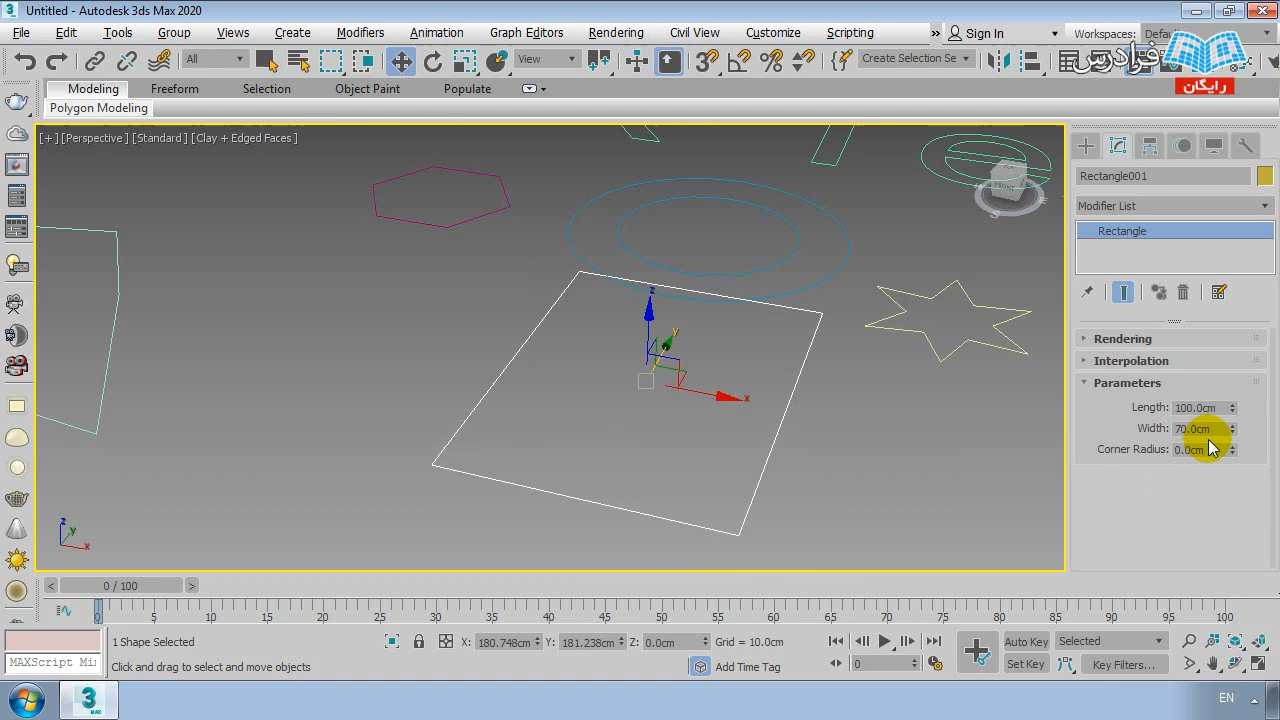 Untitled - Autodesk 3ds Max 2020
File Edit Tools Group Views Create Modifiers Animation Graph Editors Rendering Civil View Customize Scripting » Sign In Workspaces: Default
All View Create Selection Se
فرادرس
رایگان
Modeling Freeform Selection Object Paint Populate
Polygon Modeling
[+] [Perspective] [Standard] [Clay + Edged Faces]
FRONT
S
E
Rectangle001
Modifier List
Rectangle
Rendering
Interpolation
Parameters
Length: 100.0cm
Width: 70.0cm
Corner Radius: 0.0cm
z
y
x
z
y
x
< 0 / 100 >
0 5 10 15 20 25 30 35 40 45 50 55 60 65 70 75 80 85 90 95 100
1 Shape Selected X: 180.748cm Y: 181.238cm Z: 0.0cm Grid = 10.0cm Auto Key Selected
MAXScript Min Click and drag to select and move objects Add Time Tag 0 Set Key Key Filters...
3 MAX EN